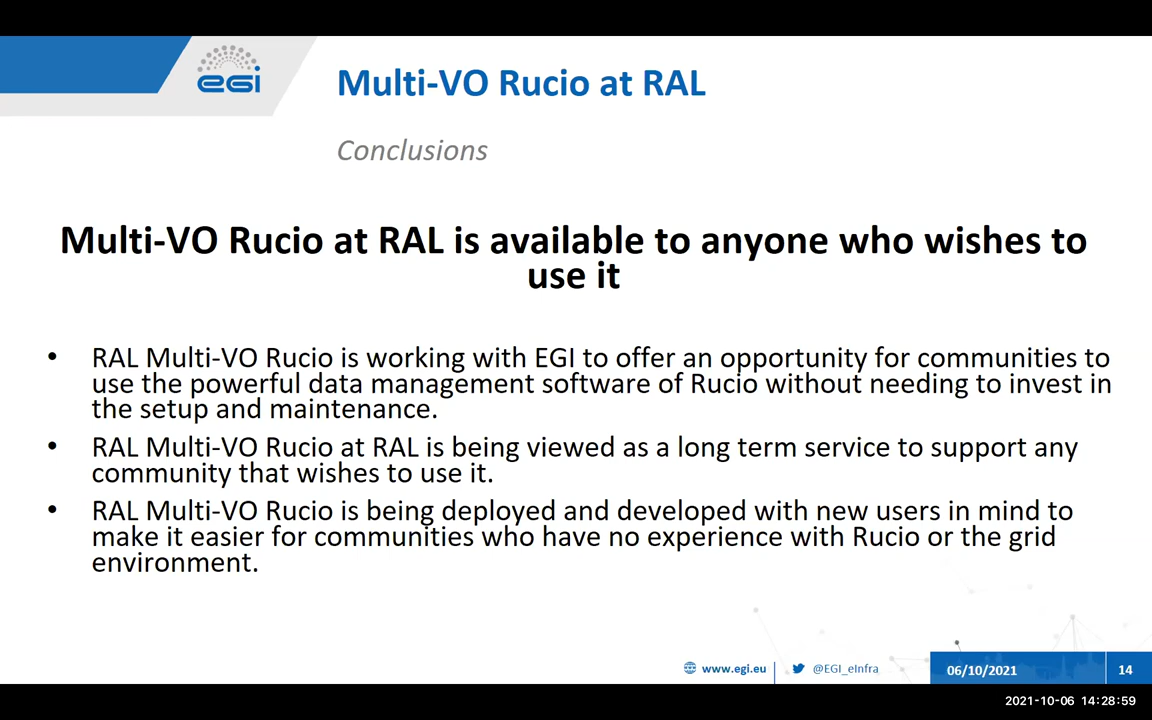 egi
Multi-VO Rucio at RAL
Conclusions
Multi-VO Rucio at RAL is available to anyone who wishes to
use it
• RAL Multi-VO Rucio is working with EGI to offer an opportunity for communities to
use the powerful data management software of Rucio without needing to invest in
the setup and maintenance.
• RAL Multi-VO Rucio at RAL is being viewed as a long term service to support any
community that wishes to use it.
• RAL Multi-VO Rucio is being deployed and developed with new users in mind to
make it easier for communities who have no experience with Rucio or the grid
environment.
www.egi.eu | @EGI_eInfra 06/10/2021 14
2021-10-06 14:28:59